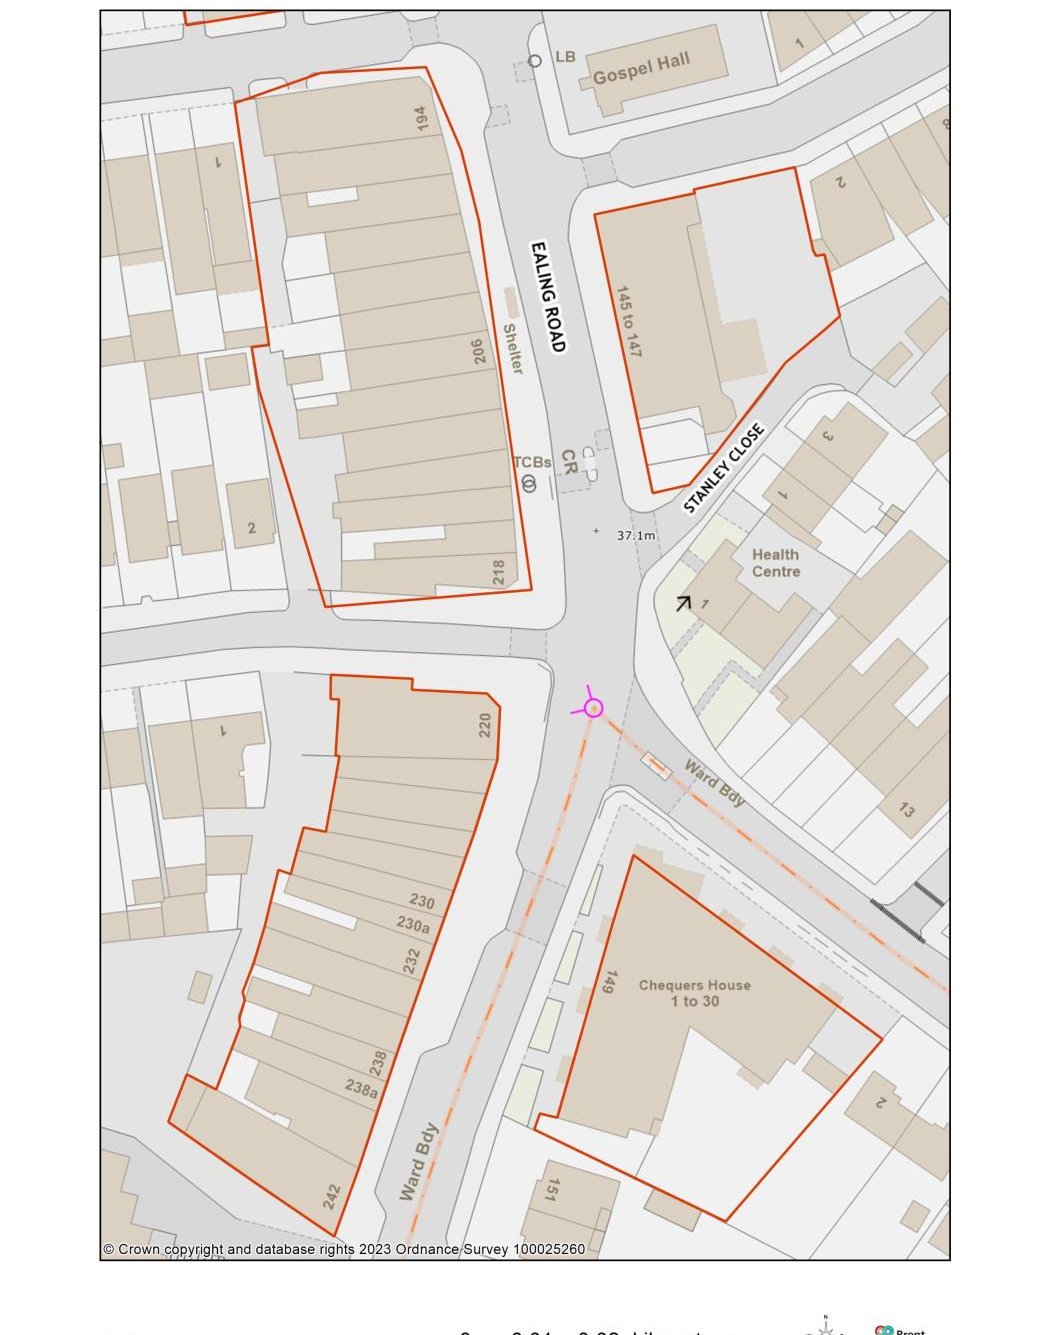 LB
Gospel Hall
1
8
194
1
2
EALING ROAD
145 to 147
206
Shelter
CR
TCBs
STANLEY CLOSE
3
1
2
37.1m
Health
Centre
1
218
220
1
Ward Bdy
13
230
230a
232
149
Chequers House
1 to 30
238
238a
2
Ward Bdy
151
242
© Crown copyright and database rights 2023 Ordnance Survey 100025260
N
Brent